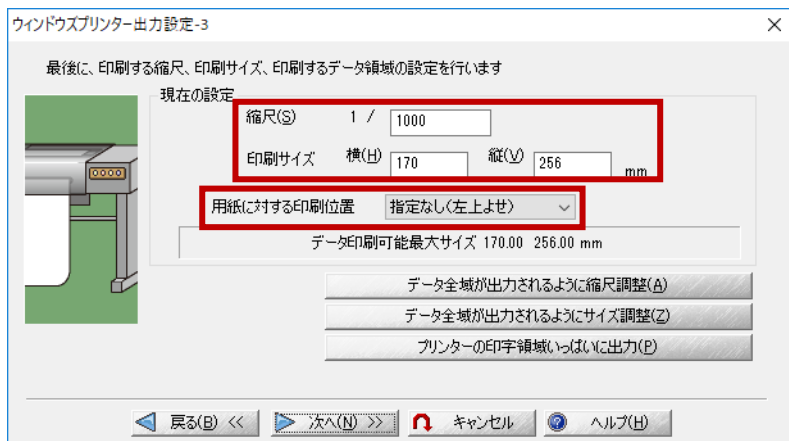 ウィンドウズプリンター出力設定-3
最後に、印刷する縮尺、印刷サイズ、印刷するデータ領域の設定を行います
現在の設定
縮尺(S) 1 / 1000
印刷サイズ 横(H) 170 縦(V) 256 mm
用紙に対する印刷位置 指定なし(左上よせ)
データ印刷可能最大サイズ 170.00 256.00 mm
データ全域が出力されるように縮尺調整(A)
データ全域が出力されるようにサイズ調整(Z)
プリンターの印字領域いっぱいに出力(P)
戻る(B) << 次へ(N) >> キャンセル ヘルプ(H)